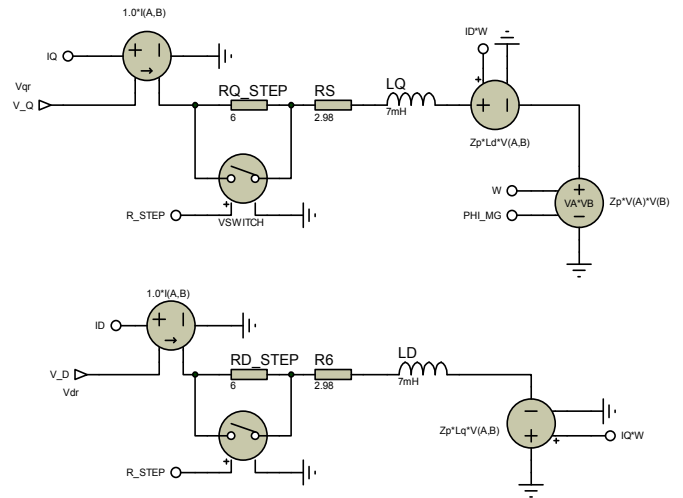 1.0*I(A,B)
IQ
ID*W
Vqr
V_Q
RQ_STEP
6
RS
2.98
LQ
7mH
Zp*Ld*V(A,B)
R_STEP
VSWITCH
W
PHI_MG
VA*VB
Zp*V(A)*V(B)
1.0*I(A,B)
ID
V_D
Vdr
RD_STEP
6
R6
2.98
LD
7mH
Zp*Lq*V(A,B)
IQ*W
R_STEP